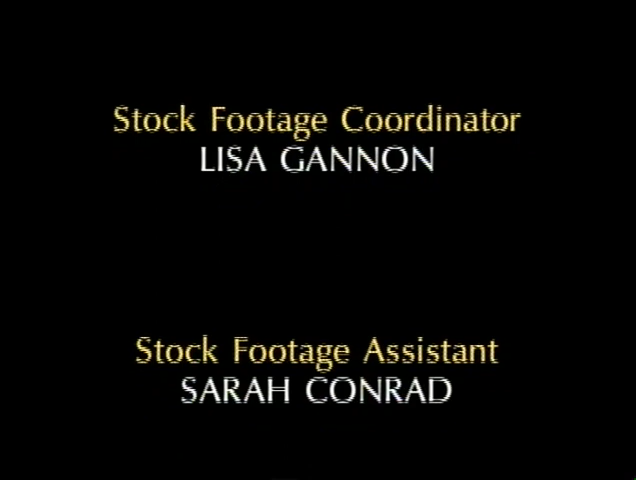 Stock Footage Coordinator
LISA GANNON
Stock Footage Assistant
SARAH CONRAD